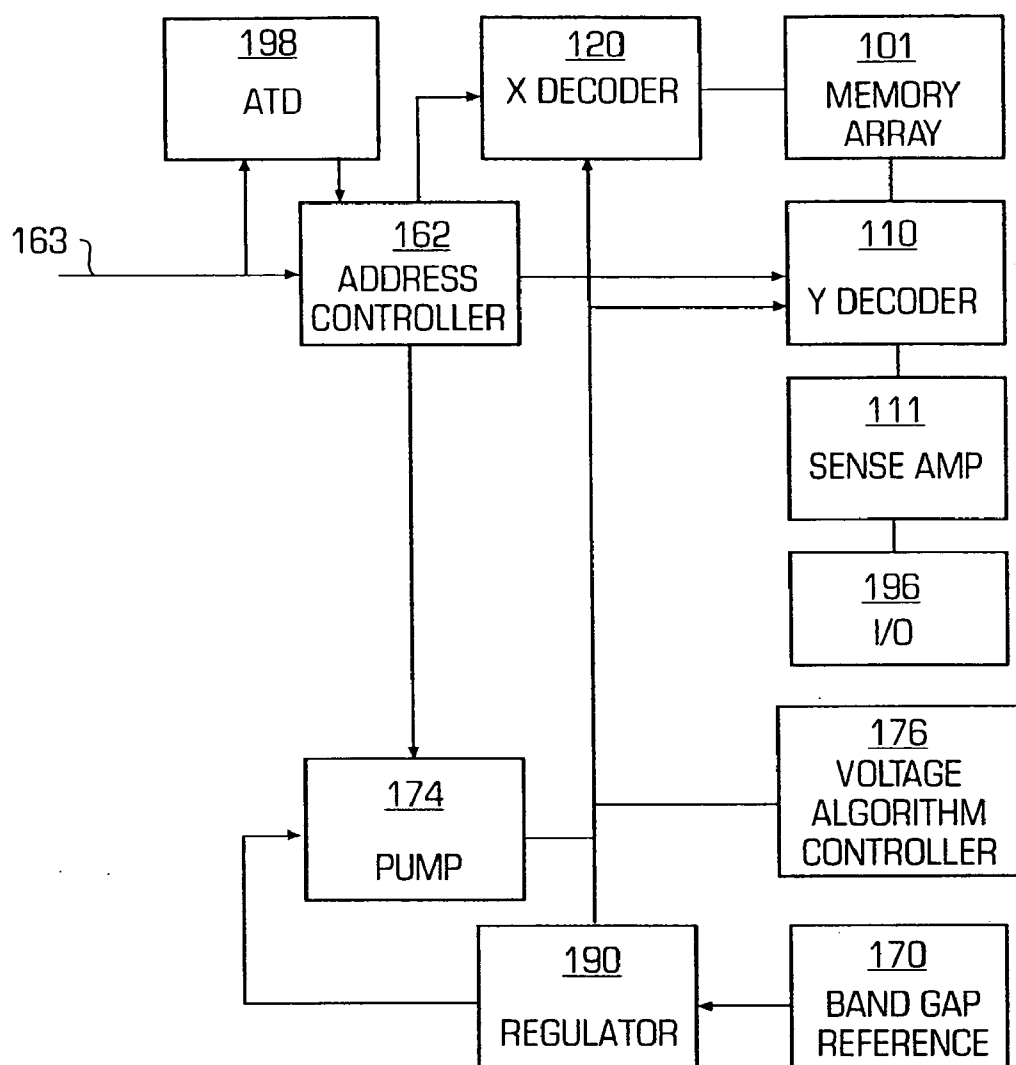 198
ATD
120
X DECODER
101
MEMORY
ARRAY
163
162
ADDRESS
CONTROLLER
110
Y DECODER
111
SENSE AMP
196
I/O
174
PUMP
176
VOLTAGE
ALGORITHM
CONTROLLER
190
REGULATOR
170
BAND GAP
REFERENCE